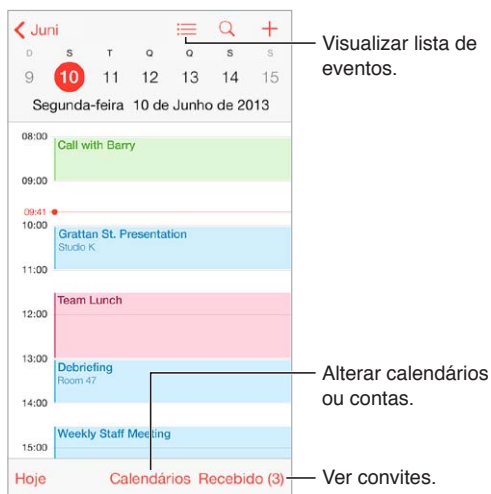 Juni
D S T Q Q S S
9 10 11 12 13 14 15
Segunda-feira 10 de Junho de 2013
08:00
Call with Barry
09:00
09:41
10:00
Grattan St. Presentation
Studio K
11:00
Team Lunch
12:00
13:00
Debriefing
Room 47
14:00
Weekly Staff Meeting
15:00
Hoje Calendários Recebido (3)
Visualizar lista de
eventos.
Alterar calendários
ou contas.
Ver convites.